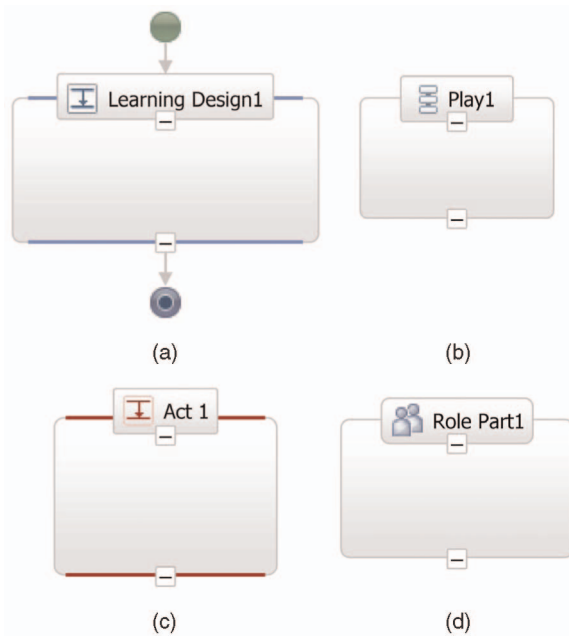 Learning Design1
Play1
(a)
(b)
Act 1
Role Part1
(c)
(d)